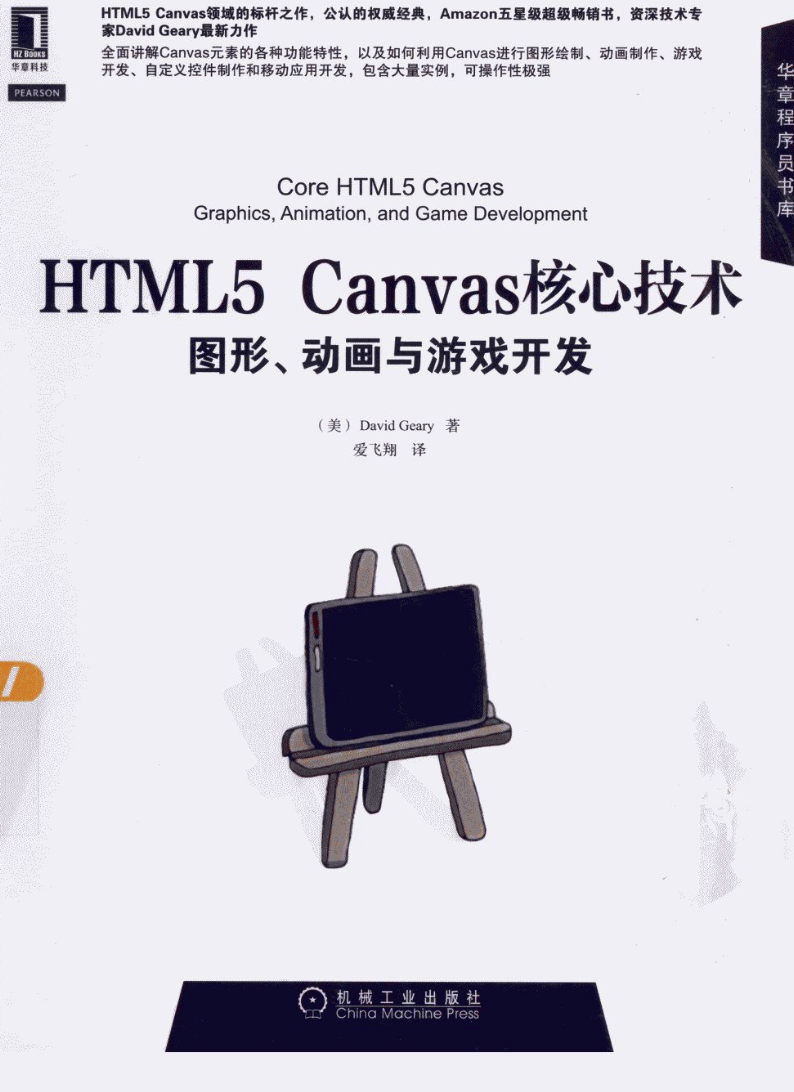 HTML5 Canvas领域的标杆之作，公认的权威经典，Amazon五星级超级畅销书，资深技术专
家David Geary最新力作
全面讲解Canvas元素的各种功能特性，以及如何利用Canvas进行图形绘制、动画制作、游戏
开发、自定义控件制作和移动应用开发，包含大量实例，可操作性极强
HZ BOOKS
华章科技
PEARSON
华章程序员书库
Core HTML5 Canvas
Graphics, Animation, and Game Development
HTML5 Canvas核心技术
图形、动画与游戏开发
（美）David Geary 著
爱飞翔 译
机械工业出版社
China Machine Press